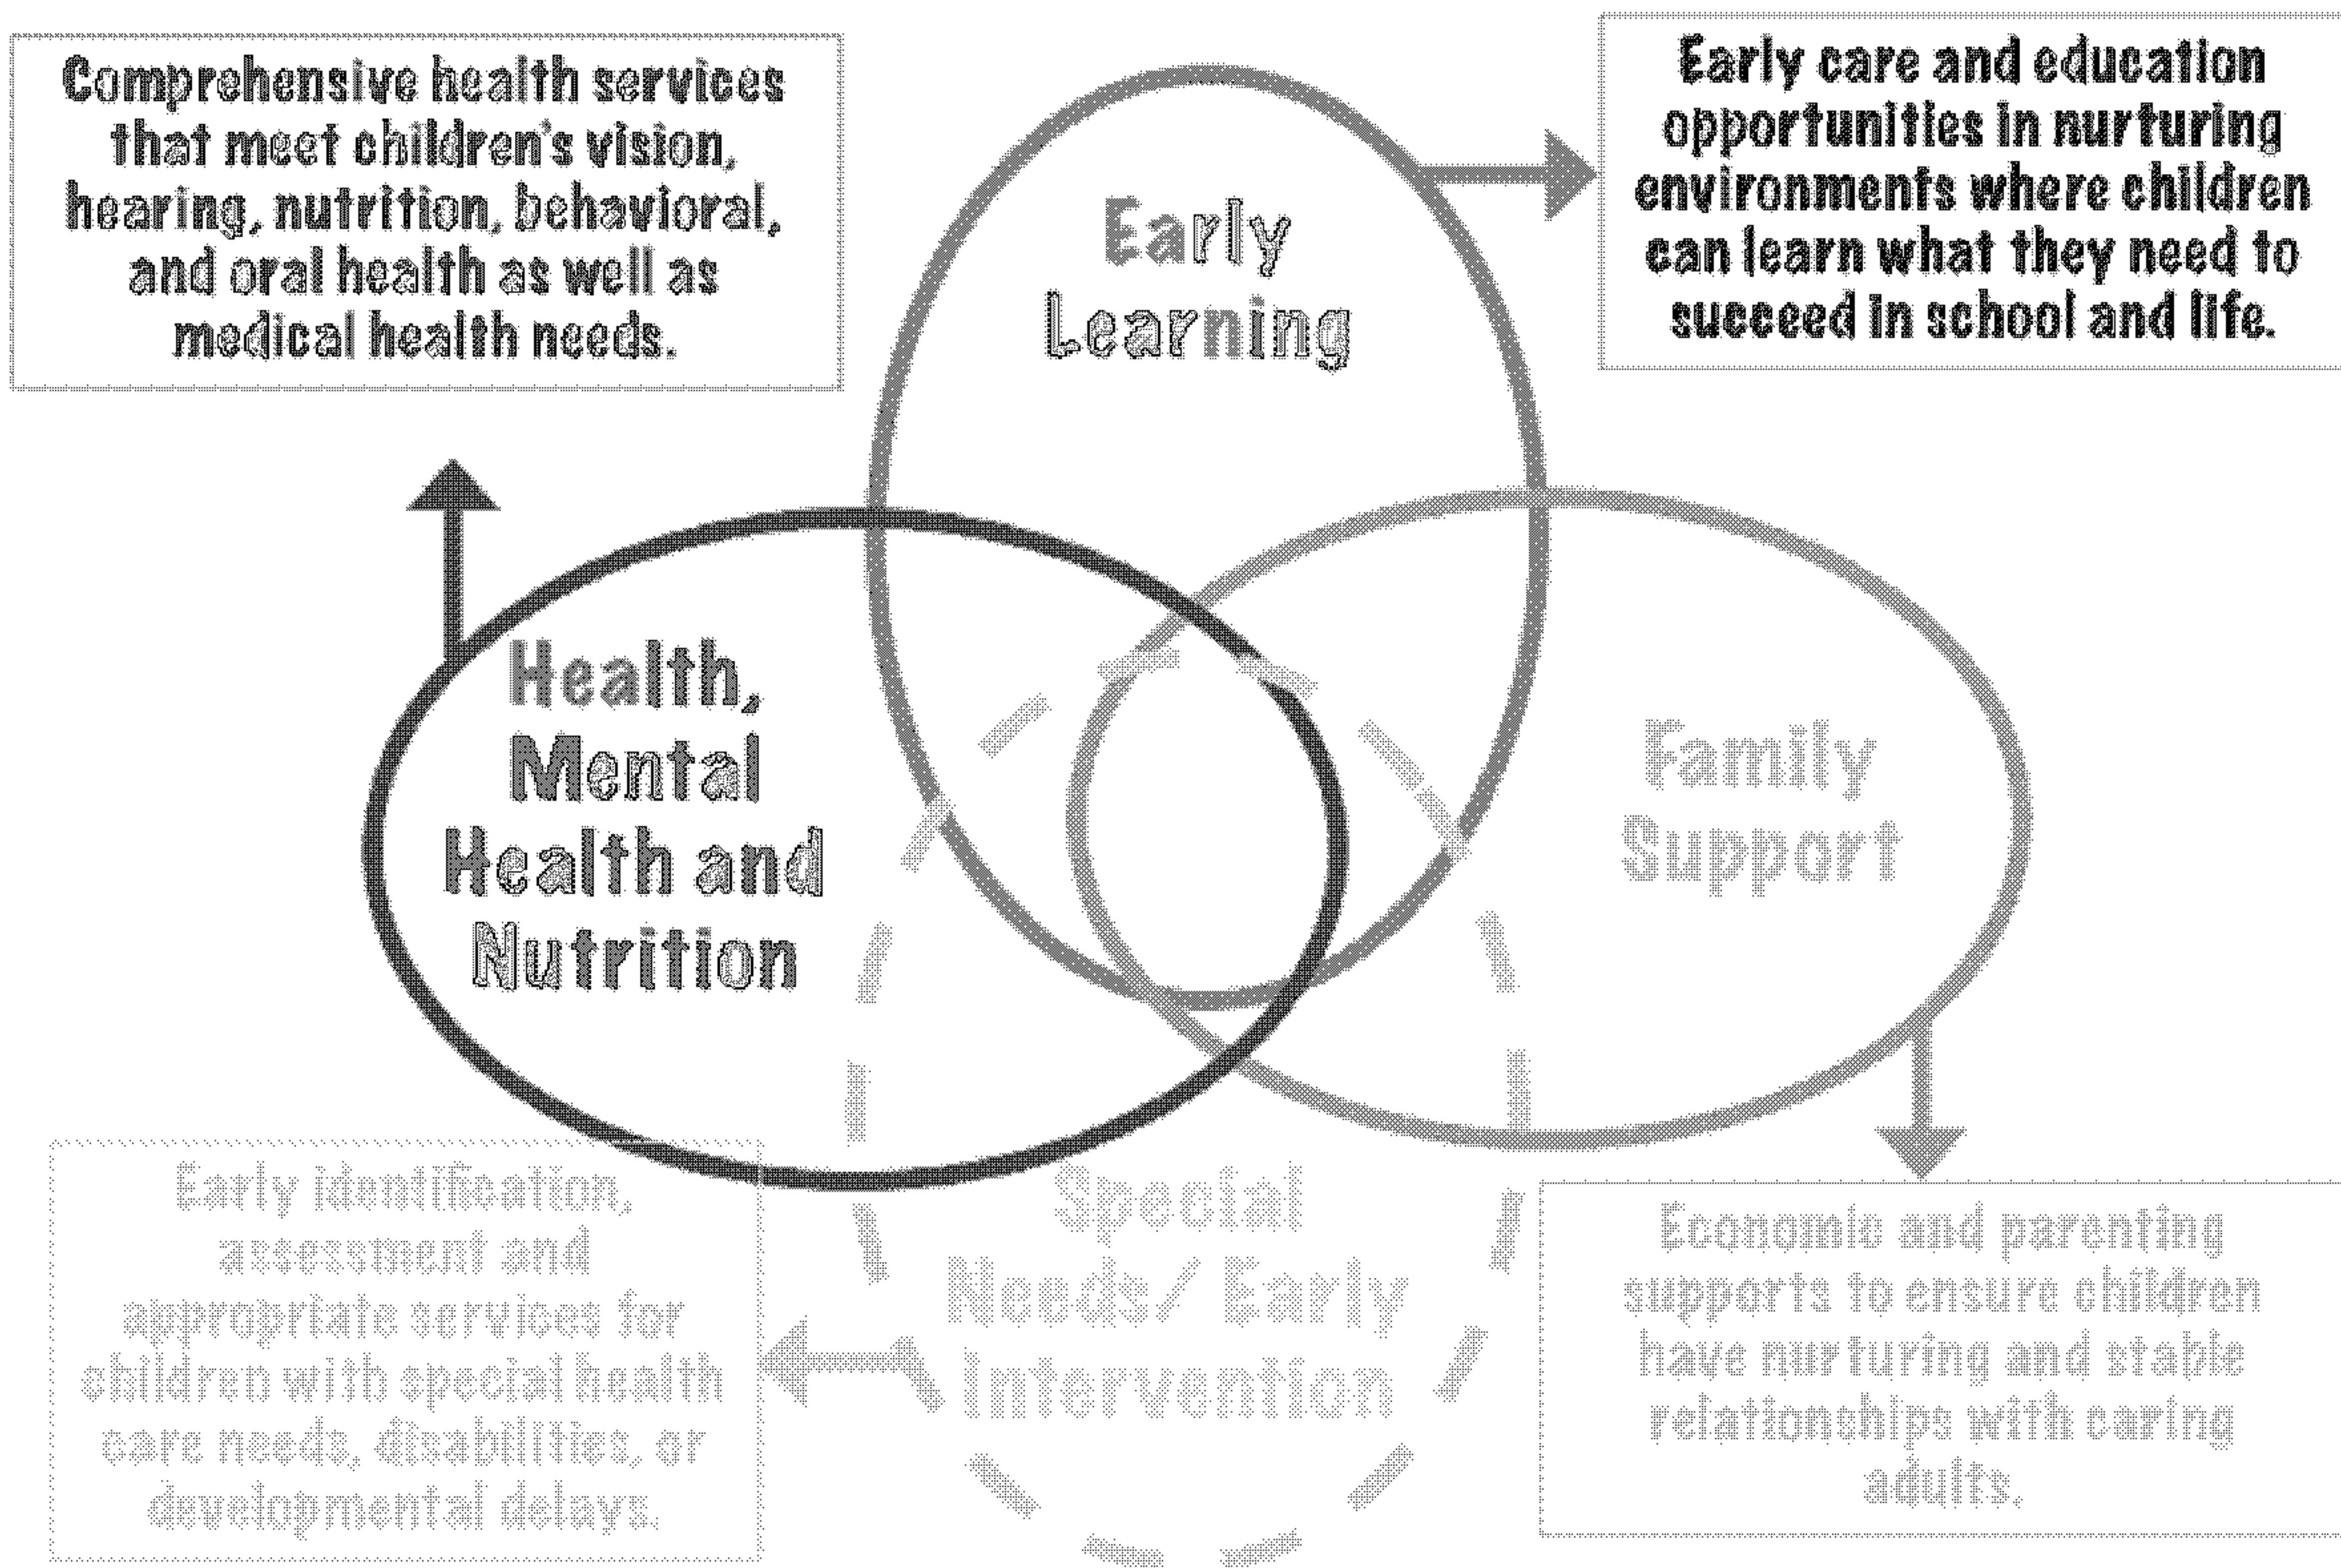 Comprehensive health services
that meet children's vision,
hearing, nutrition, behavioral,
and oral health as well as
medical health needs.
Early care and education
opportunities in nurturing
environments where children
can learn what they need to
succeed in school and life.
Early
Learning
Health,
Mental
Health and
Nutrition
Family
Support
Special
Needs/ Early
Intervention
Early identification,
assessment and
appropriate services for
children with special health
care needs, disabilities, or
developmental delays.
Economic and parenting
supports to ensure children
have nurturing and stable
relationships with caring
adults.